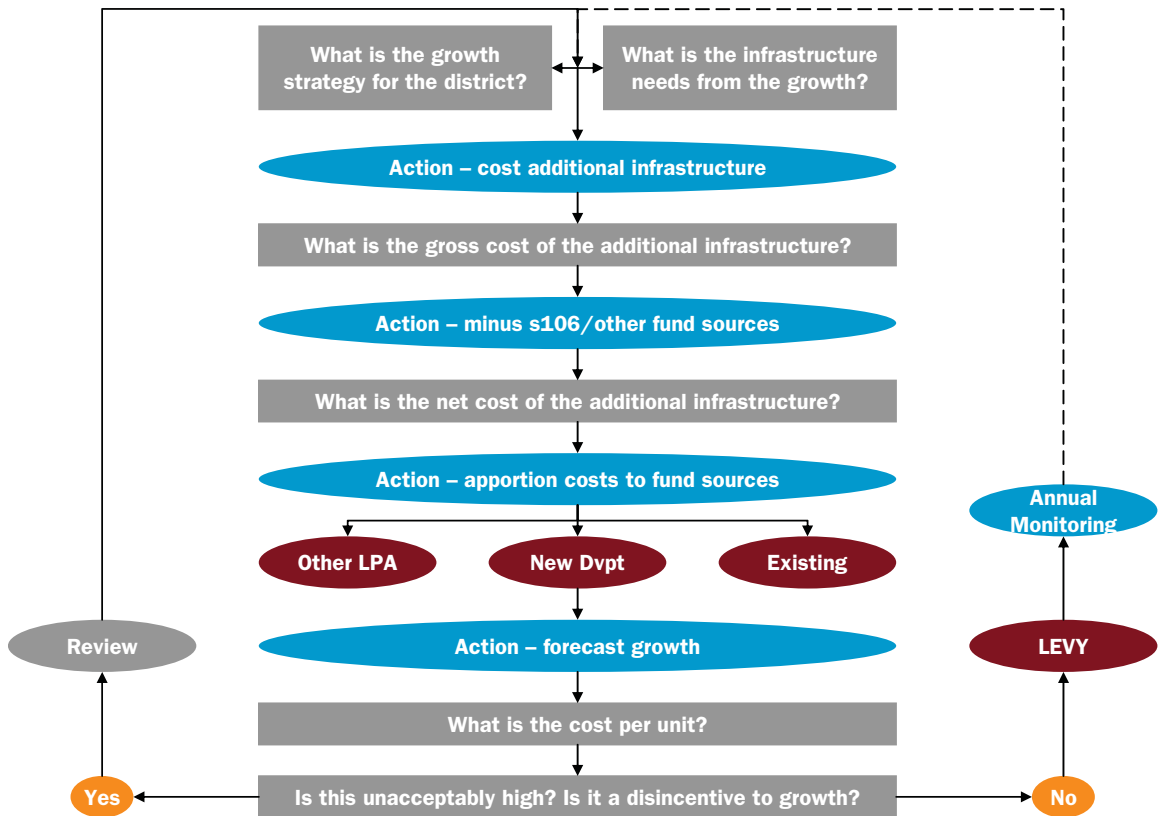 What is the growth
strategy for the district?
What is the infrastructure
needs from the growth?
Action – cost additional infrastructure
What is the gross cost of the additional infrastructure?
Action – minus s106/other fund sources
What is the net cost of the additional infrastructure?
Action – apportion costs to fund sources
Annual
Monitoring
Other LPA
New Dvpt
Existing
Review
Action – forecast growth
LEVY
What is the cost per unit?
Yes
Is this unacceptably high? Is it a disincentive to growth?
No